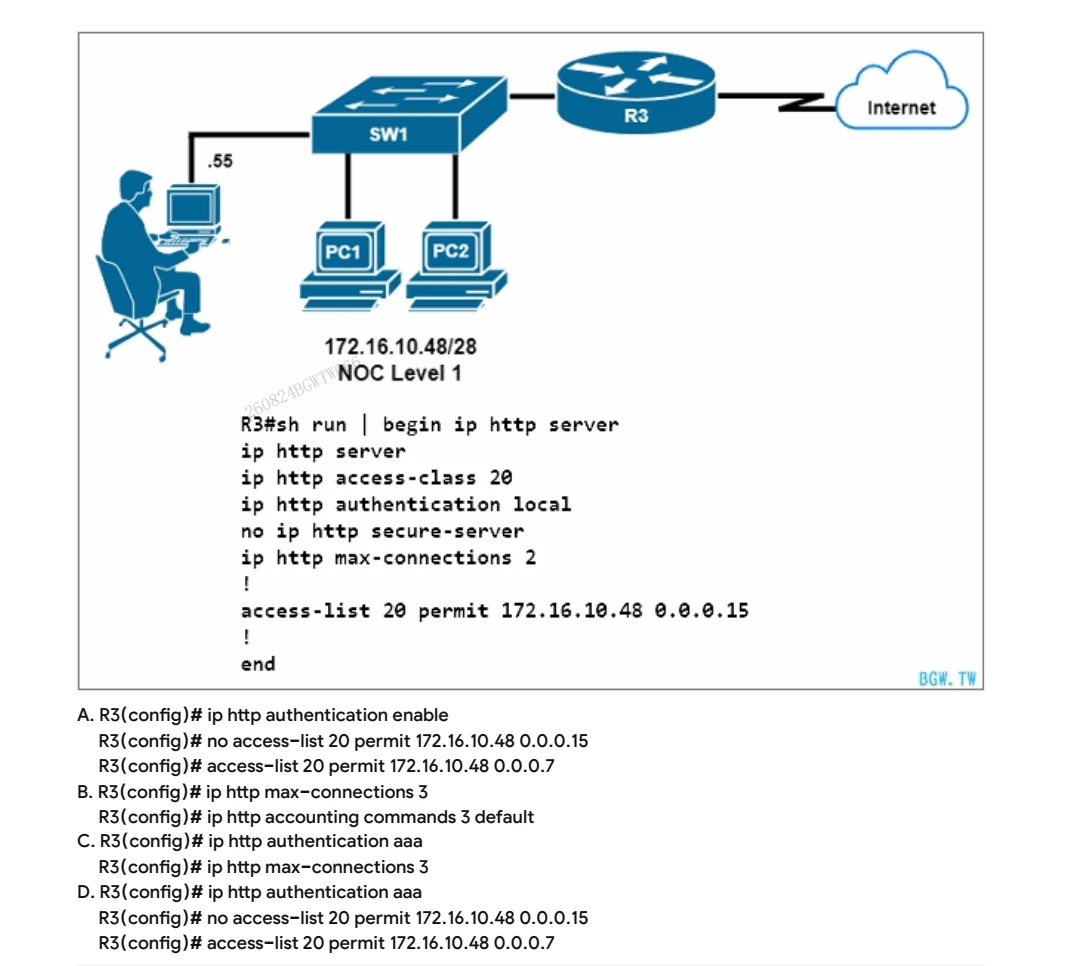 Internet
R3
SW1
.55
PC1
PC2
172.16.10.48/28
NOC Level 1
R3#sh run | begin ip http server
ip http server
ip http access-class 20
ip http authentication local
no ip http secure-server
ip http max-connections 2
!
access-list 20 permit 172.16.10.48 0.0.0.15
!
end
BGW. TW
A. R3(config)# ip http authentication enable
R3(config)# no access-list 20 permit 172.16.10.48 0.0.0.15
R3(config)# access-list 20 permit 172.16.10.48 0.0.0.7
B. R3(config)# ip http max-connections 3
R3(config)# ip http accounting commands 3 default
C. R3(config)# ip http authentication aaa
R3(config)# ip http max-connections 3
D. R3(config)# ip http authentication aaa
R3(config)# no access-list 20 permit 172.16.10.48 0.0.0.15
R3(config)# access-list 20 permit 172.16.10.48 0.0.0.7